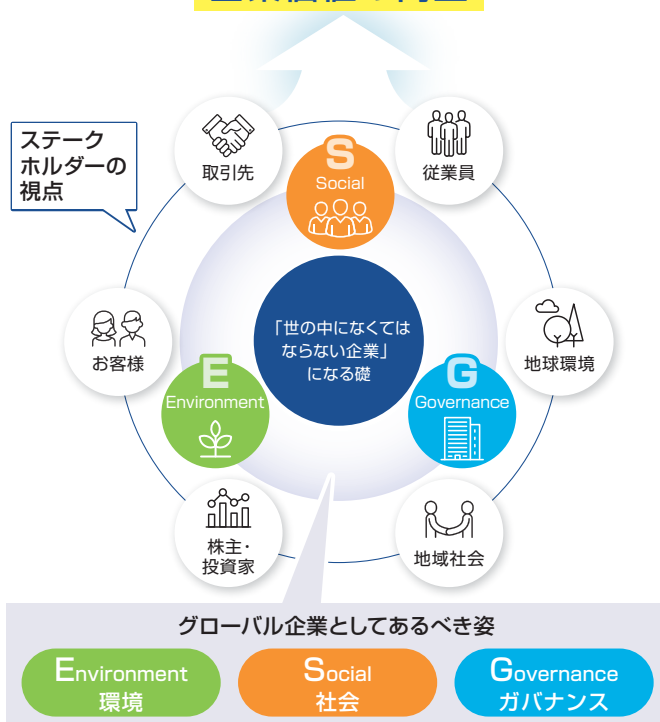 ステーク
ホルダーの
視点
取引先
S
Social
従業員
お客様
「世の中になくては
ならない企業」
になる礎
地球環境
E
Environment
G
Governance
株主・
投資家
地域社会
グローバル企業としてあるべき姿
Environment
環境
Social
社会
Governance
ガバナンス